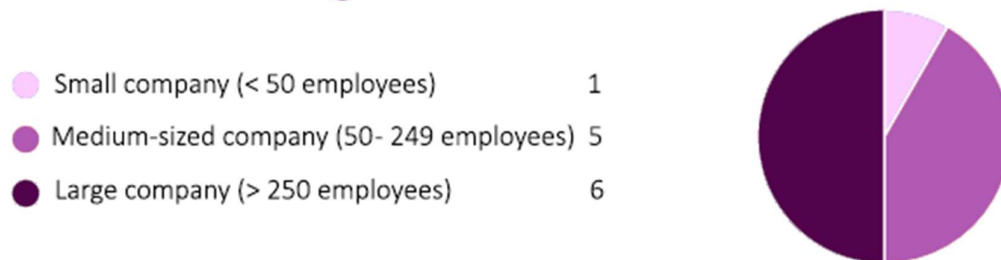 Small company (< 50 employees) 1
Medium-sized company (50- 249 employees) 5
Large company (> 250 employees) 6